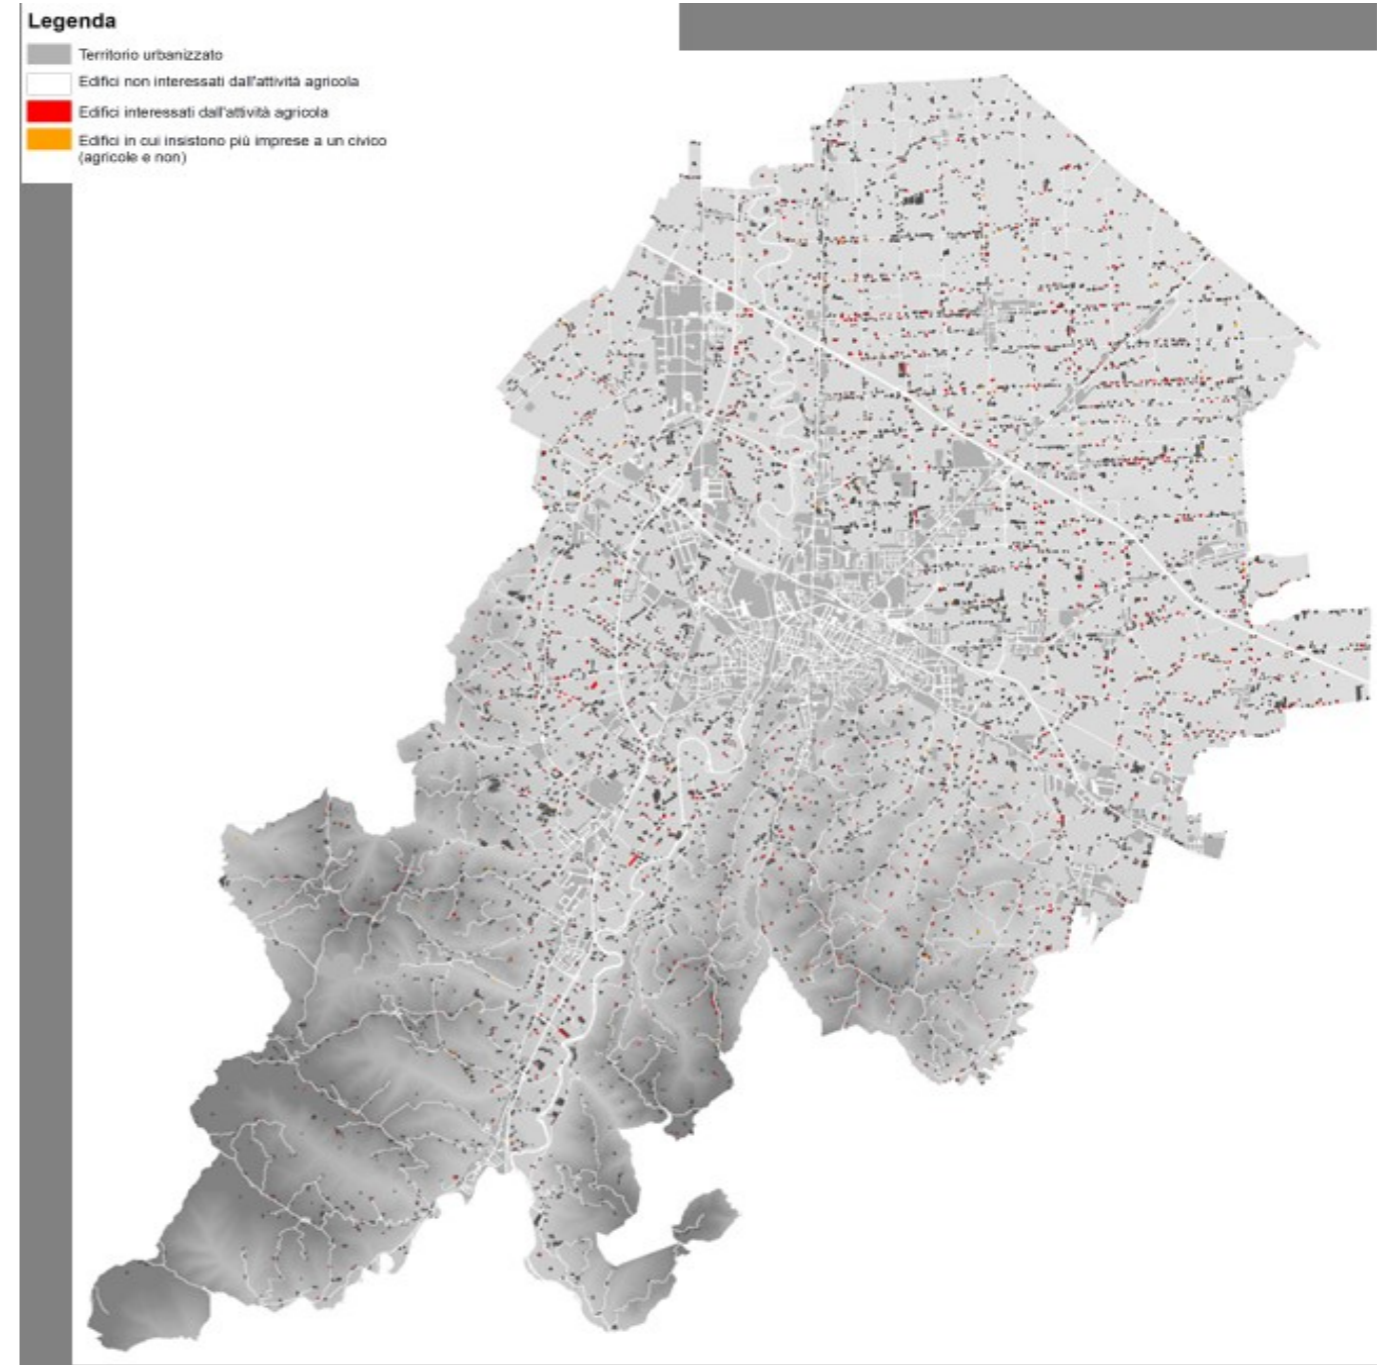 Legenda
Territorio urbanizzato
Edifici non interessati dall'attività agricola
Edifici interessati dall'attività agricola
Edifici in cui insistono più imprese a un civico
(agricole e non)